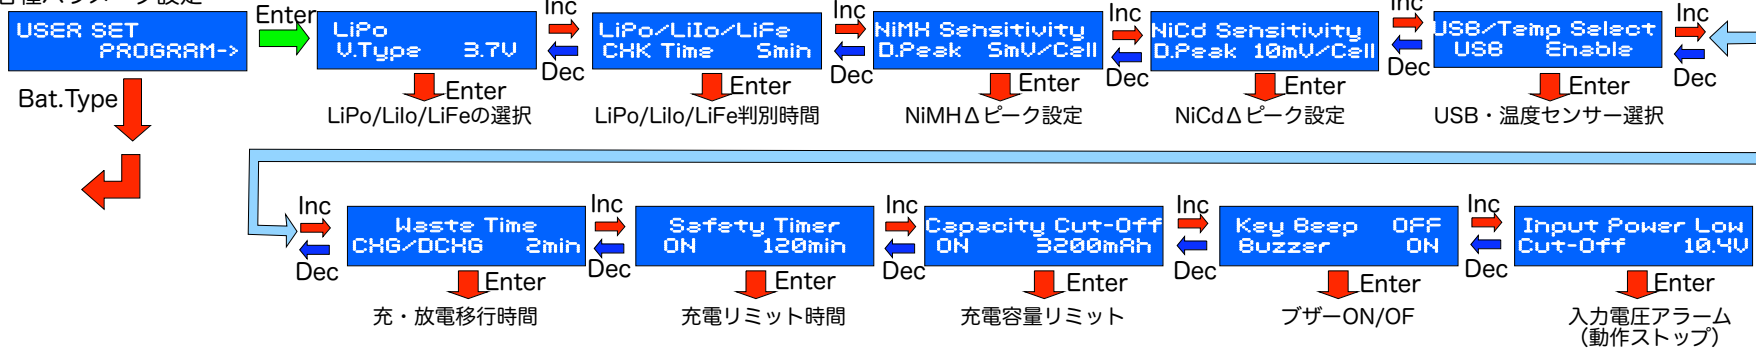 各種パラメータ設定
USER SET
PROGRAM->
Enter
Bat.Type
LiPo
V.Type 3.7V
Enter
LiPo/LiIo/LiFeの選択
Inc
Dec
LiPo/LiIo/LiFe
CHK Time 5min
Enter
LiPo/LiIo/LiFe判別時間
Inc
Dec
NiMH Sensitivity
D.Peak 5mV/Cell
Enter
NiMHΔピーク設定
Inc
Dec
NiCd Sensitivity
D.Peak 10mV/Cell
Enter
NiCdΔピーク設定
Inc
Dec
USB/Temp Select
USB Enable
Enter
USB・温度センサー選択
Inc
Dec
Inc
Dec
Waste Time
CHG/DCHG 2min
Enter
充・放電移行時間
Inc
Dec
Safety Timer
ON 120min
Enter
充電リミット時間
Inc
Dec
Capacity Cut-Off
ON 3200mAh
Enter
充電容量リミット
Inc
Dec
Key Beep OFF
Buzzer ON
Enter
ブザーON/OF
Inc
Dec
Input Power Low
Cut-Off 10.4V
Enter
入力電圧アラーム
（動作ストップ）